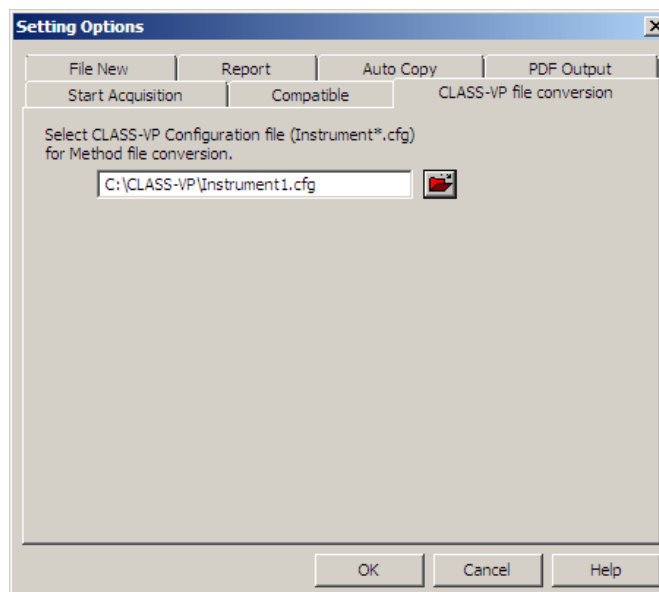 Setting Options
File New
Report
Auto Copy
PDF Output
Start Acquisition
Compatible
CLASS-VP file conversion
Select CLASS-VP Configuration file (Instrument*.cfg)
for Method file conversion.
C:\CLASS-VP\Instrument1.cfg
OK
Cancel
Help